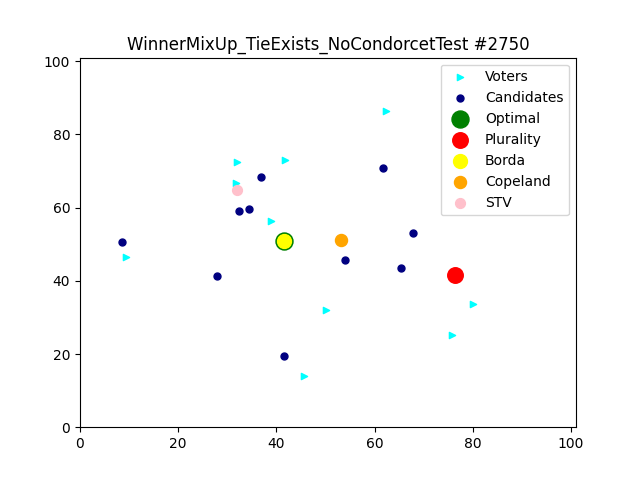 WinnerMixUp_TieExists_NoCondorcetTest #2750
Voters
Candidates
Optimal
Plurality
Borda
Copeland
STV
100
80
60
40
20
0
0 20 40 60 80 100